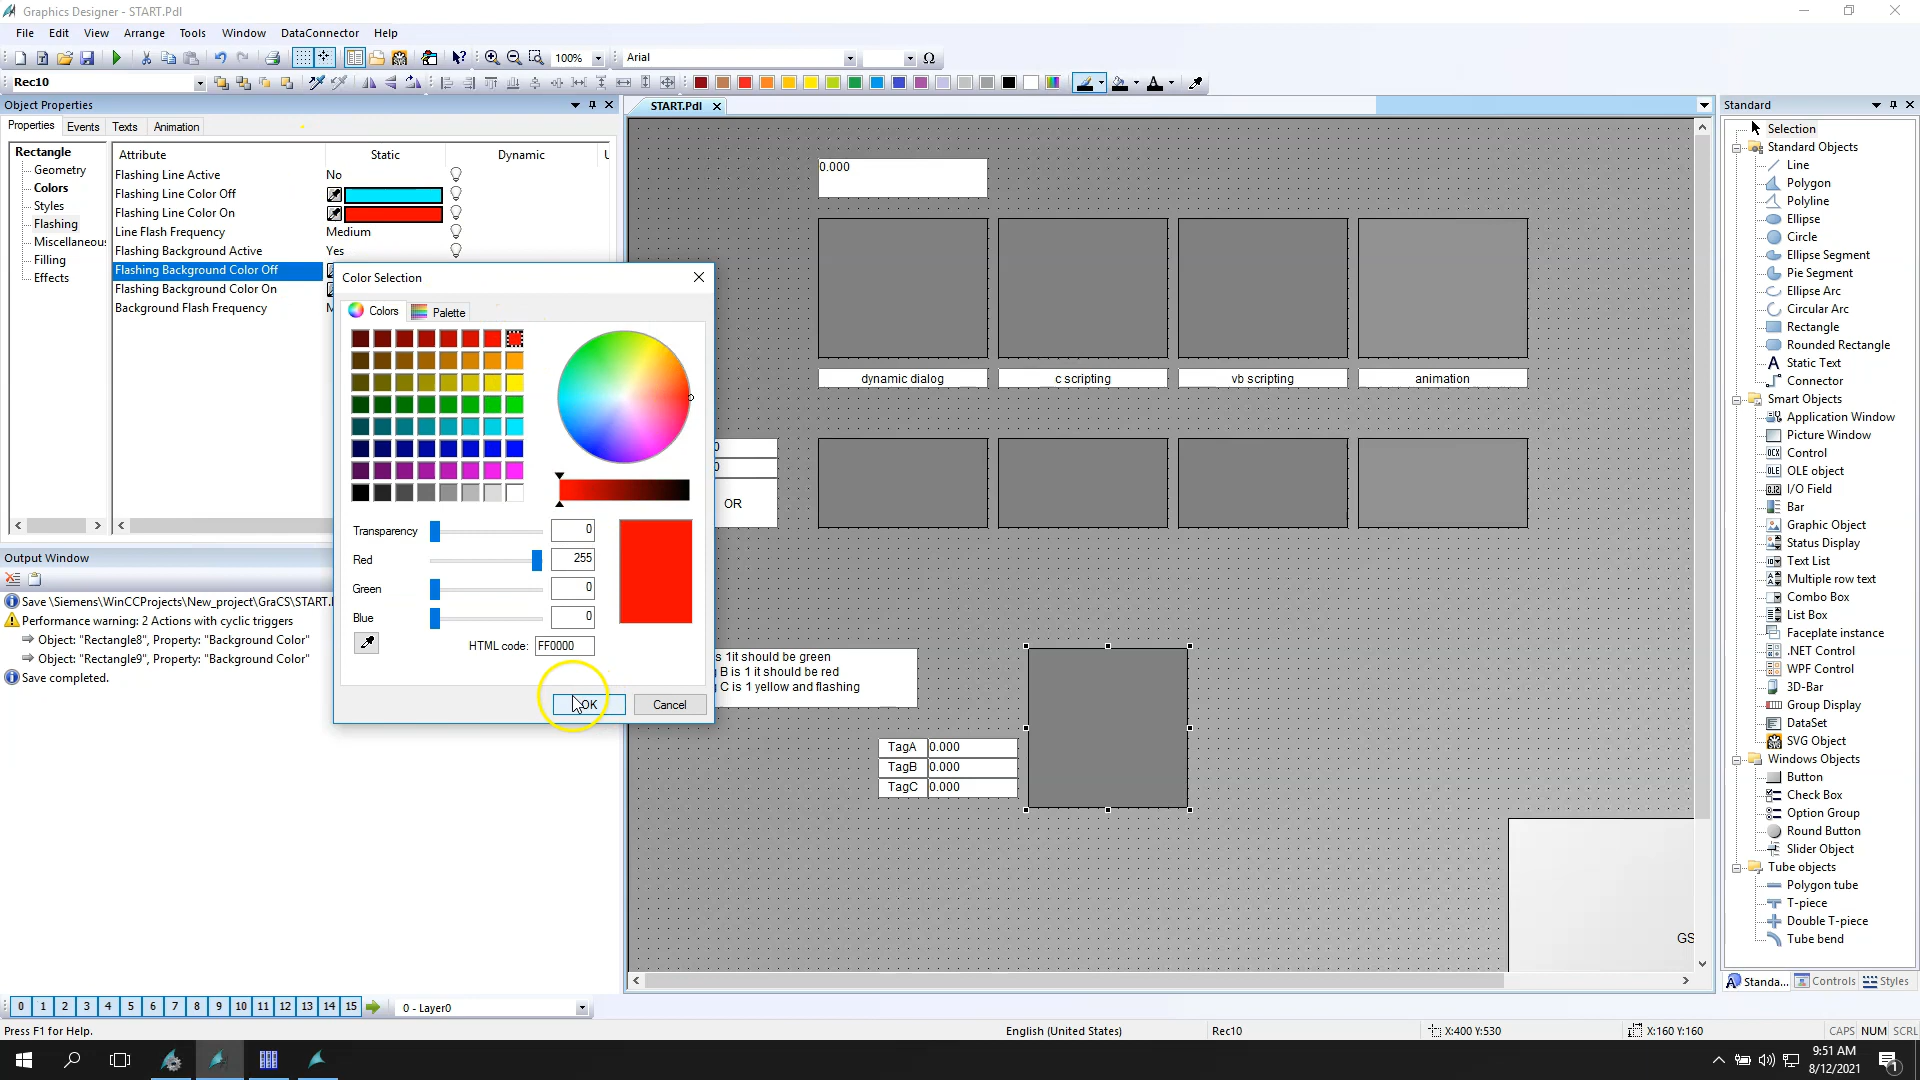 Graphics Designer - START.Pdl
File Edit View Arrange Tools Window DataConnector Help
100% Arial Ω
Rec10 A
Object Properties
Properties Events Texts Animation
Rectangle
Geometry
Colors
Styles
Flashing
Miscellaneous
Filling
Effects
Attribute Static Dynamic U
Flashing Line Active No
Flashing Line Color Off
Flashing Line Color On
Line Flash Frequency Medium
Flashing Background Active Yes
Flashing Background Color Off
Flashing Background Color On
Background Flash Frequency M
Color Selection
Colors Palette
Transparency 0
Red 255
Green 0
Blue 0
HTML code: FF0000
OK Cancel
Output Window
Save \Siemens\WinCCProjects\New_project\GraCS\START.
Performance warning: 2 Actions with cyclic triggers
Object: "Rectangle8", Property: "Background Color"
Object: "Rectangle9", Property: "Background Color"
Save completed.
START.Pdl
0.000
dynamic dialog c scripting vb scripting animation
0
0
OR
s 1it should be green
B is 1 it should be red
C is 1 yellow and flashing
TagA 0.000
TagB 0.000
TagC 0.000
GS
Standard
Selection
Standard Objects
Line
Polygon
Polyline
Ellipse
Circle
Ellipse Segment
Pie Segment
Ellipse Arc
Circular Arc
Rectangle
Rounded Rectangle
A Static Text
Connector
Smart Objects
Application Window
Picture Window
OCX Control
OLE OLE object
0.12 I/O Field
Bar
Graphic Object
Status Display
Text List
Multiple row text
Combo Box
List Box
Faceplate instance
.NET Control
WPF Control
3D-Bar
Group Display
DataSet
SVG Object
Windows Objects
Button
Check Box
Option Group
Round Button
Slider Object
Tube objects
Polygon tube
T-piece
Double T-piece
Tube bend
Standa... Controls Styles
0 1 2 3 4 5 6 7 8 9 10 11 12 13 14 15 0 - Layer0
Press F1 for Help. English (United States) Rec10 X:400 Y:530 X:160 Y:160 CAPS NUM SCRL
9:51 AM
8/12/2021
1